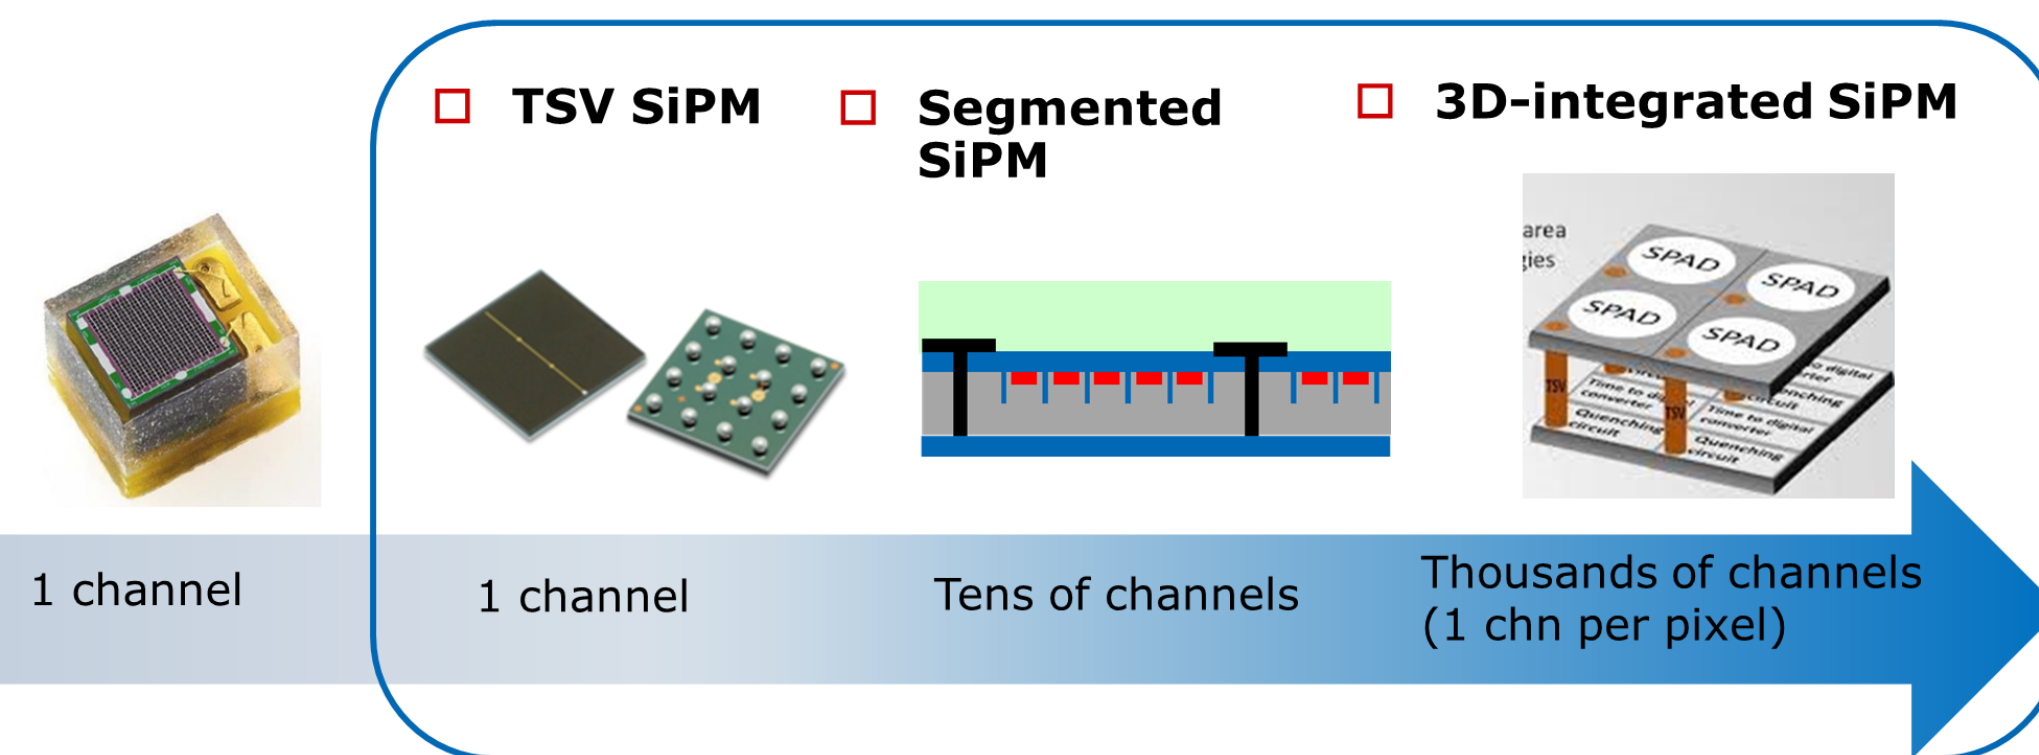 TSV SiPM
Segmented
SiPM
3D-integrated SiPM
area
SPAD
SPAD
SPAD
SPAD
TSV
TSV
to digital
Time to
converter
Quenching
circuit
Time to digital
converter
Quenching
circuit
circuit
1 channel
1 channel
Tens of channels
Thousands of channels
(1 chn per pixel)